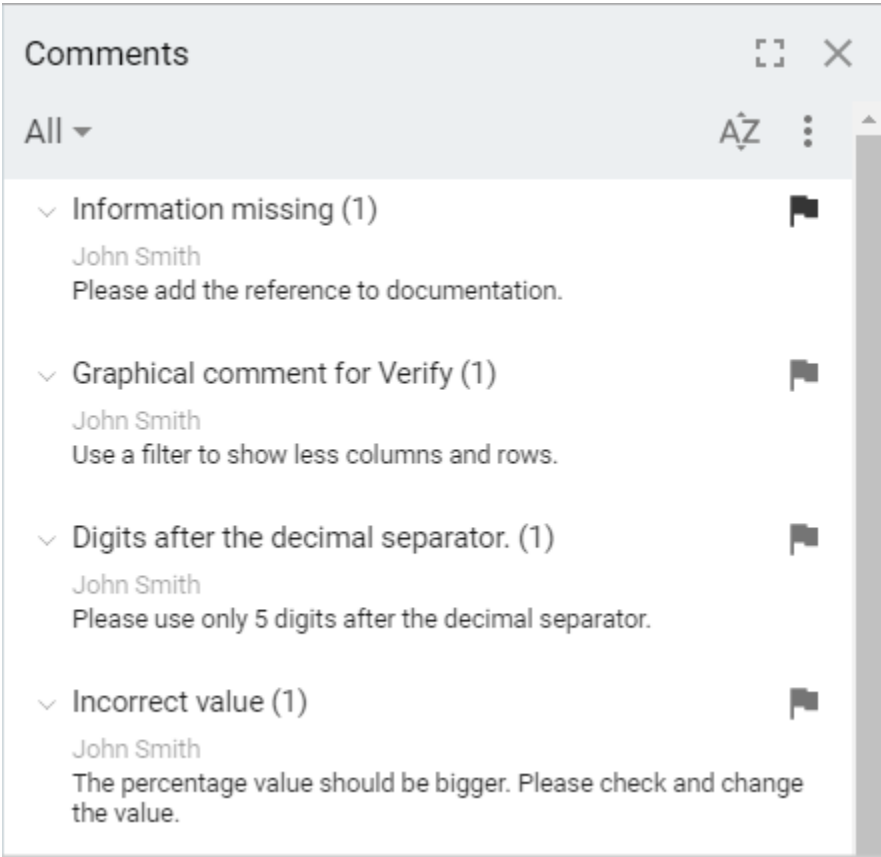 Comments
All
AZ
Information missing (1)
John Smith
Please add the reference to documentation.
Graphical comment for Verify (1)
John Smith
Use a filter to show less columns and rows.
Digits after the decimal separator. (1)
John Smith
Please use only 5 digits after the decimal separator.
Incorrect value (1)
John Smith
The percentage value should be bigger. Please check and change
the value.